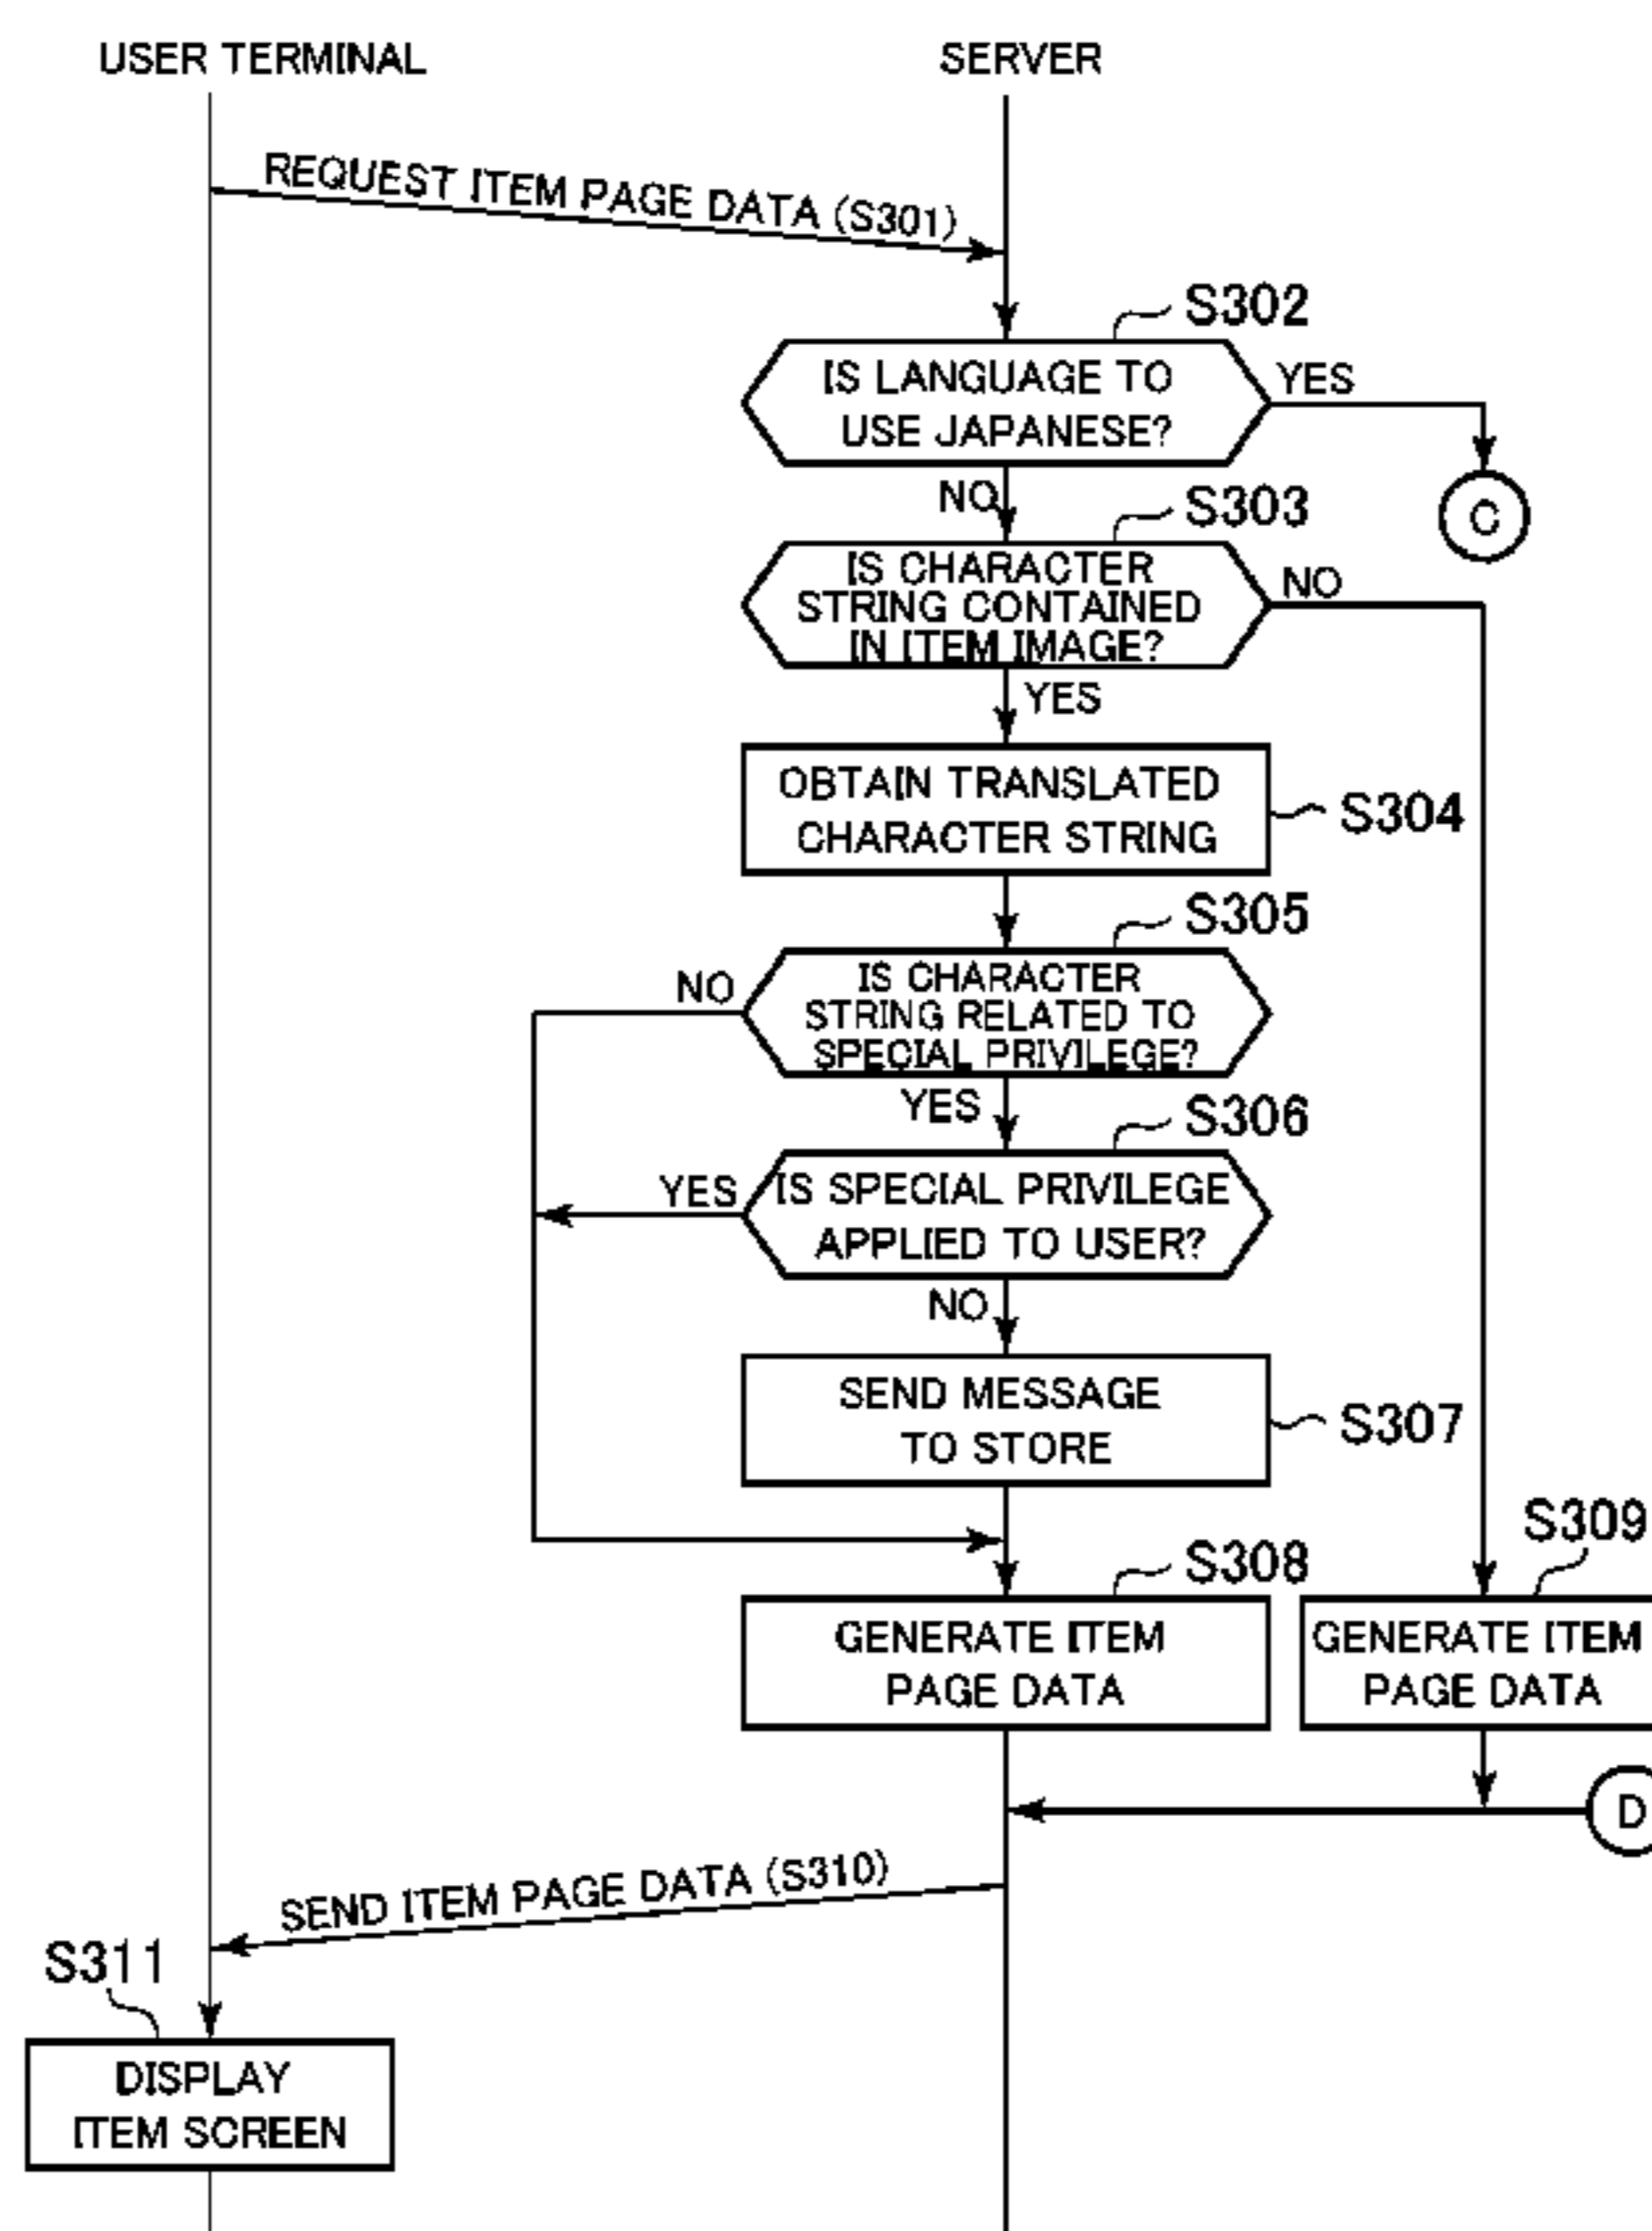 USER TERMINAL
SERVER
REQUEST ITEM PAGE DATA (S301)
S302
IS LANGUAGE TO
USE JAPANESE?
YES
NO
C
S303
IS CHARACTER
STRING CONTAINED
IN ITEM IMAGE?
NO
YES
OBTAIN TRANSLATED
CHARACTER STRING
S304
S305
NO
IS CHARACTER
STRING RELATED TO
SPECIAL PRIVILEGE?
YES
S306
YES
IS SPECIAL PRIVILEGE
APPLIED TO USER?
NO
SEND MESSAGE
TO STORE
S307
S308
S309
GENERATE ITEM
PAGE DATA
GENERATE ITEM
PAGE DATA
D
SEND ITEM PAGE DATA (S310)
S311
DISPLAY
ITEM SCREEN